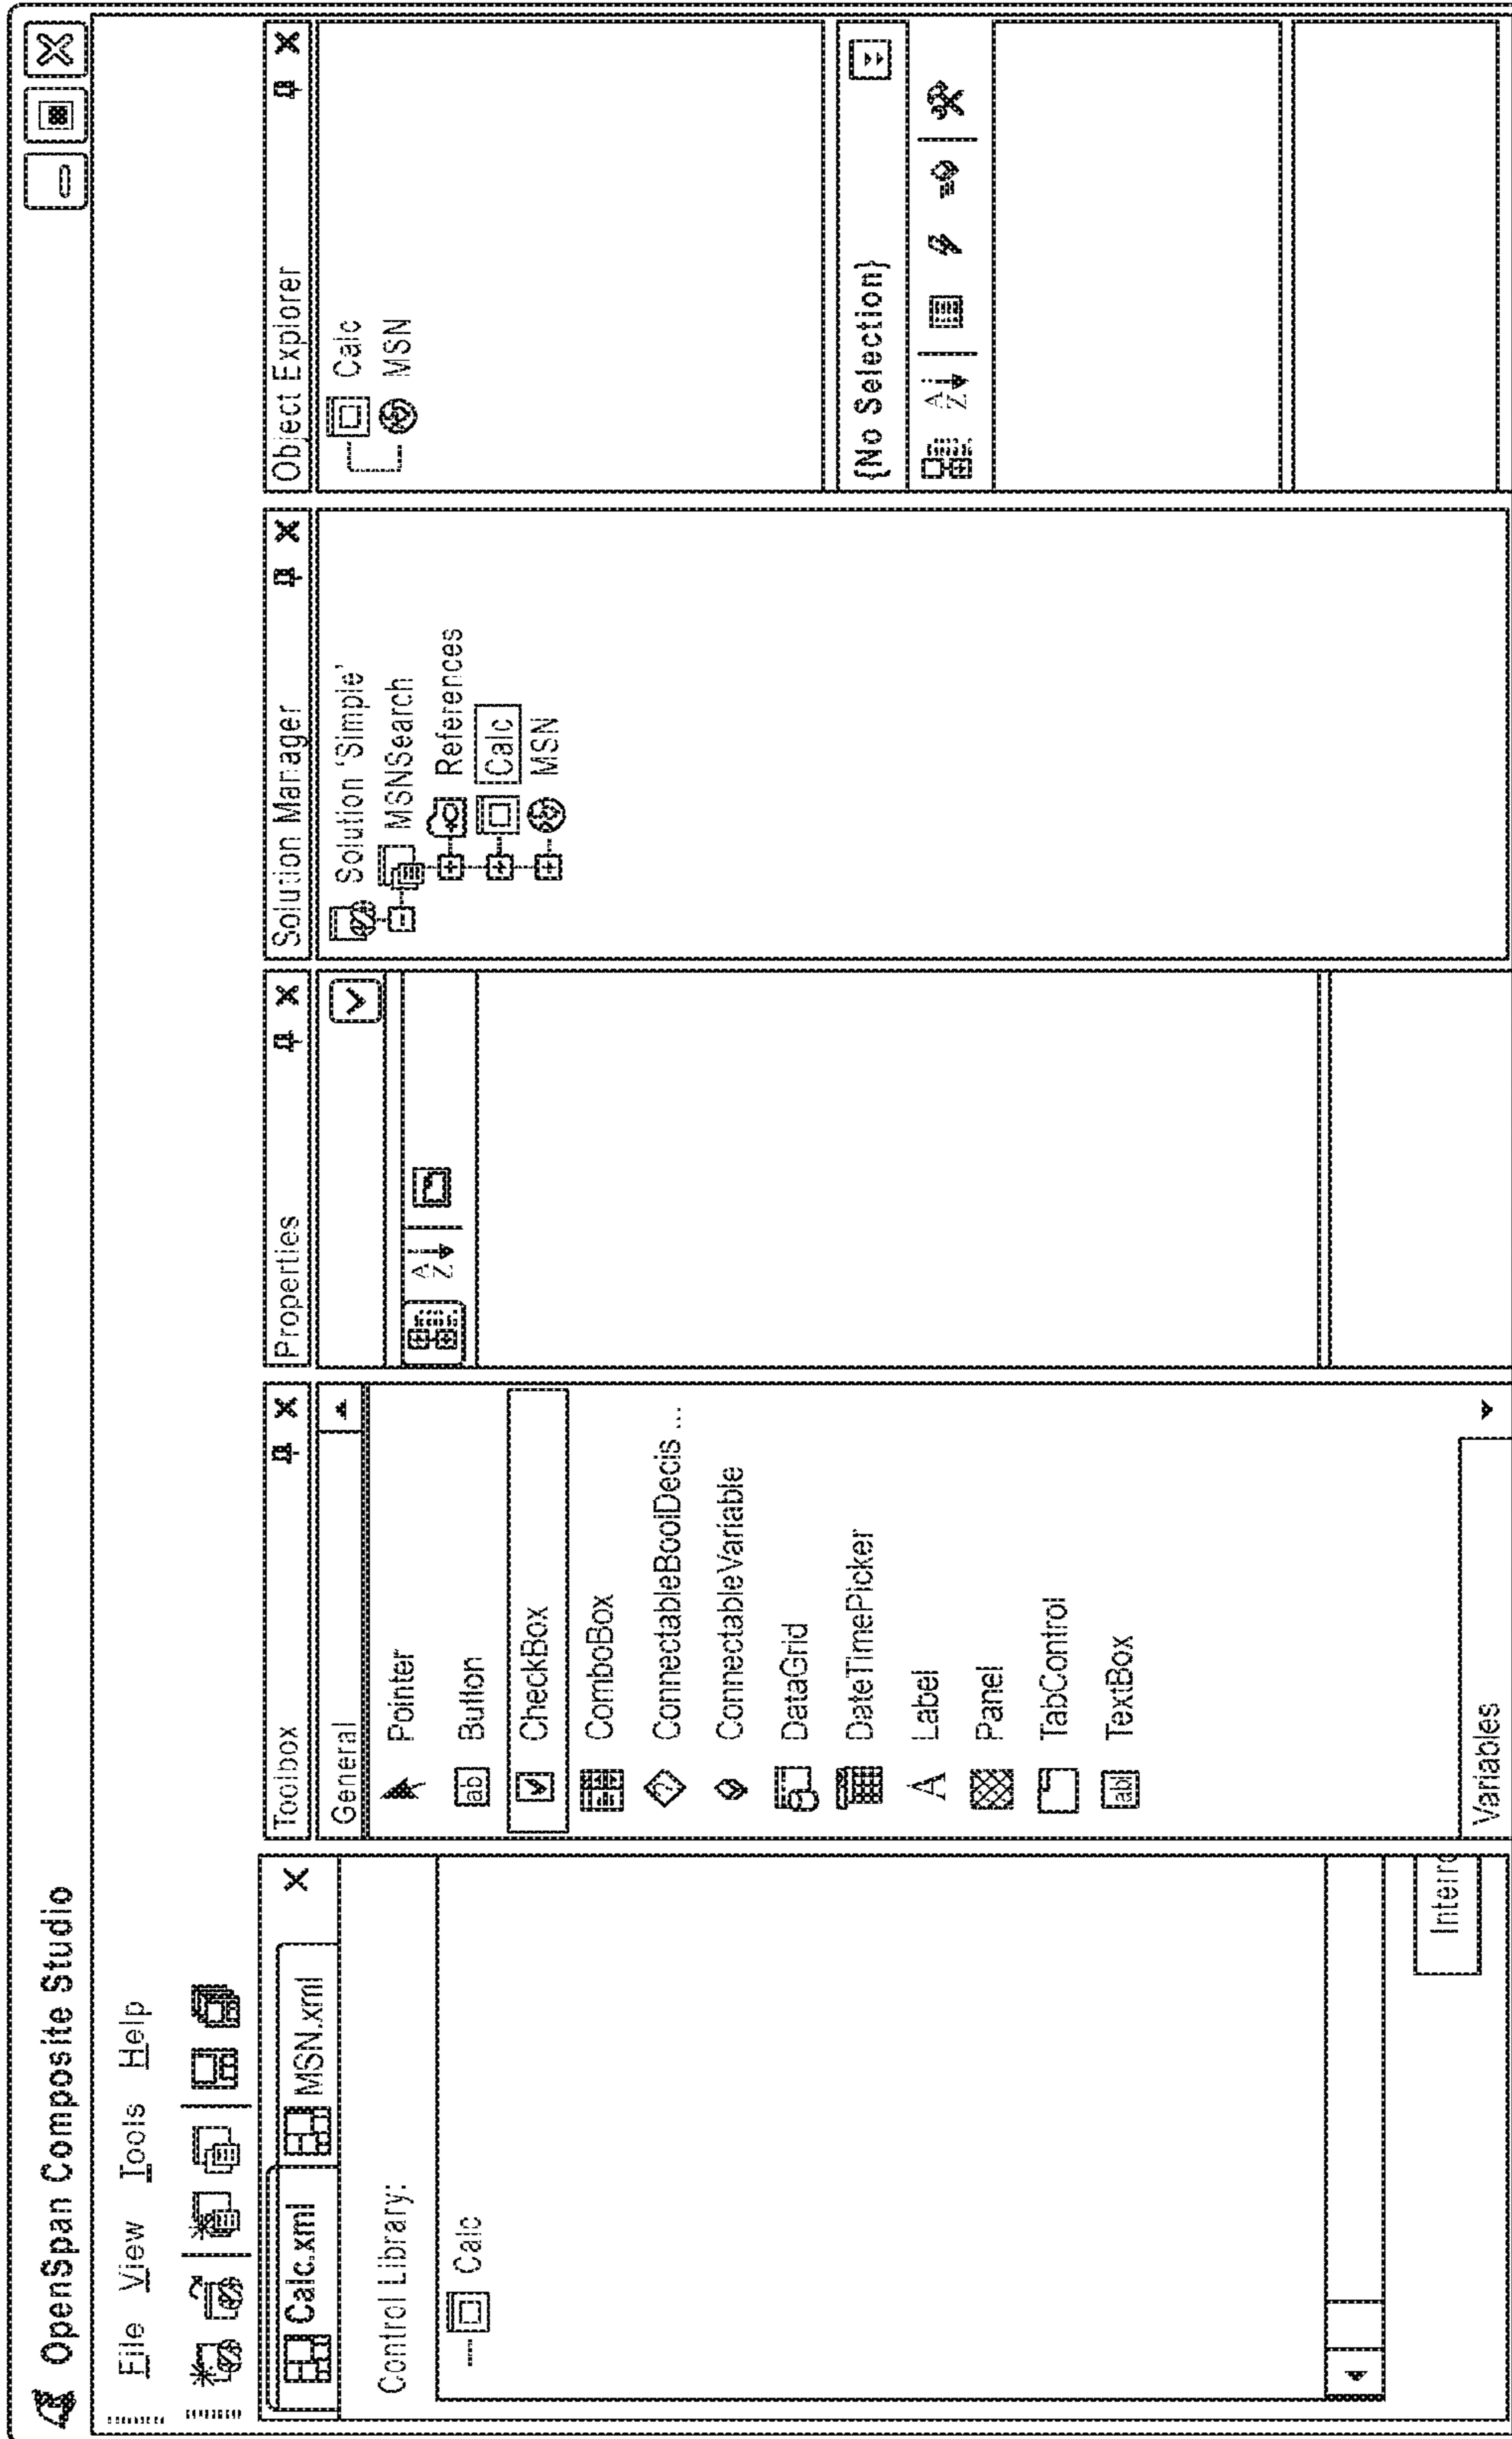 OpenSpan Composite Studio
File View Tools Help
Calc.xml MSN.xml
Control Library:
Calc
Toolbox
General
Pointer
Button
CheckBox
ComboBox
ConnectableBoolDecis ...
ConnectableVariable
DataGrid
DateTimePicker
Label
Panel
TabControl
TextBox
Variables
Properties
Solution Manager
Solution 'Simple'
MSNSearch
References
Calc
MSN
Object Explorer
Calc
MSN
{No Selection}